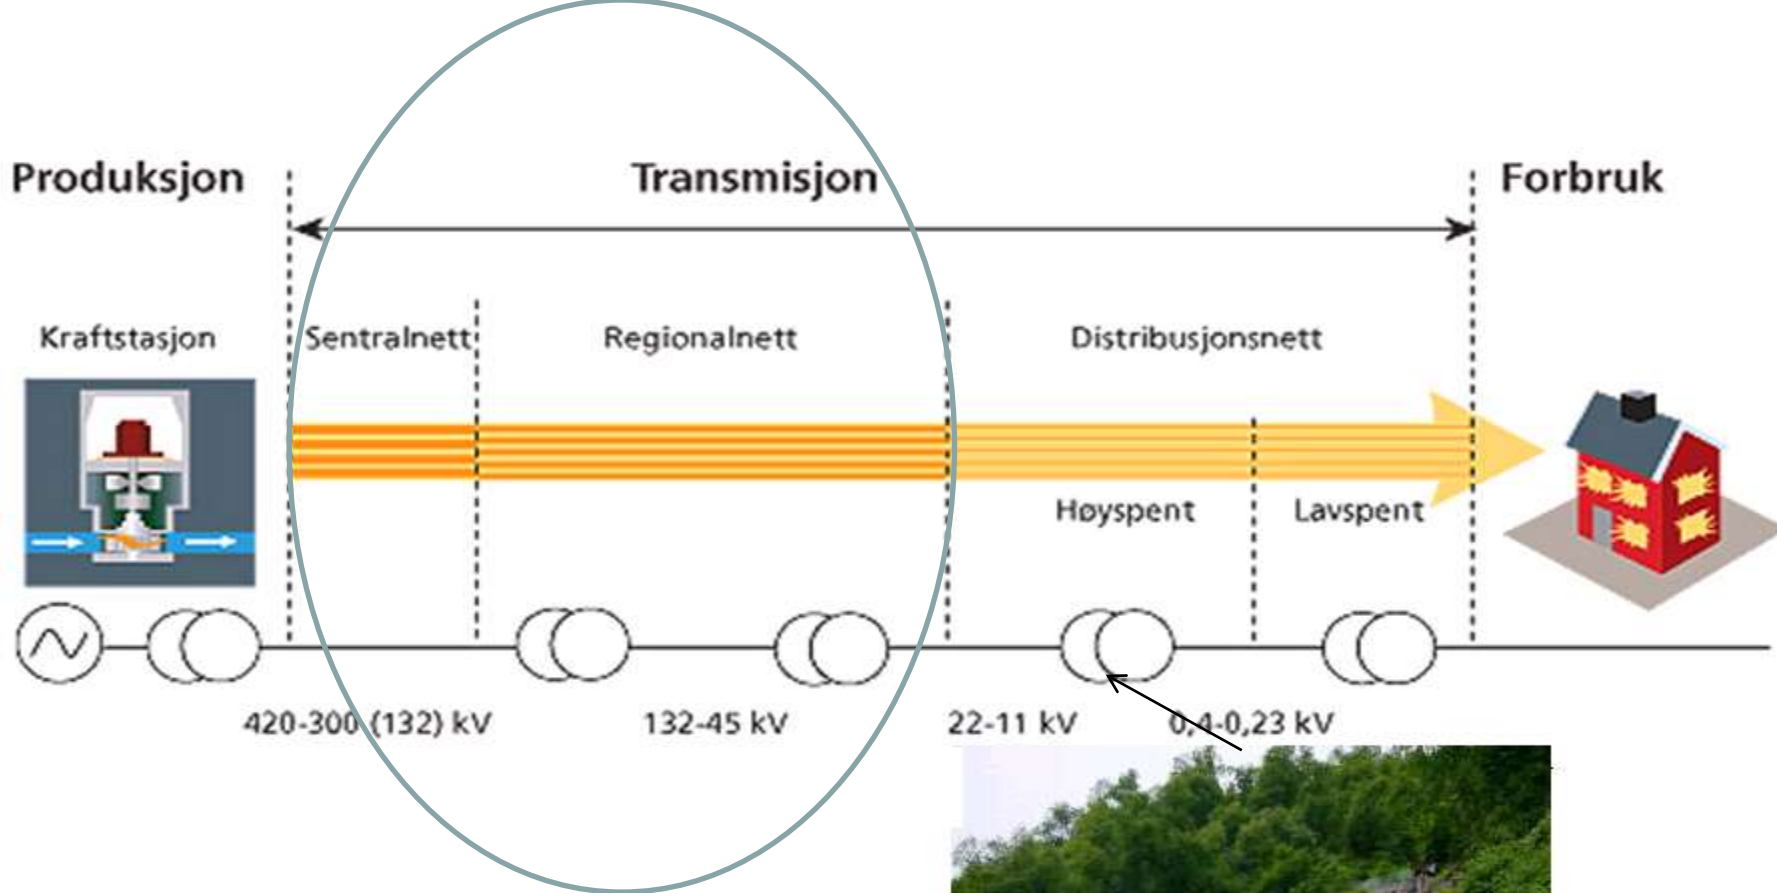 Produksjon Transmisjon Forbruk
Kraftstasjon Sentralnett Regionalnett Distribusjonsnett
Høyspent Lavspent
420-300 (132) kV 132-45 kV 22-11 kV 0,4-0,23 kV